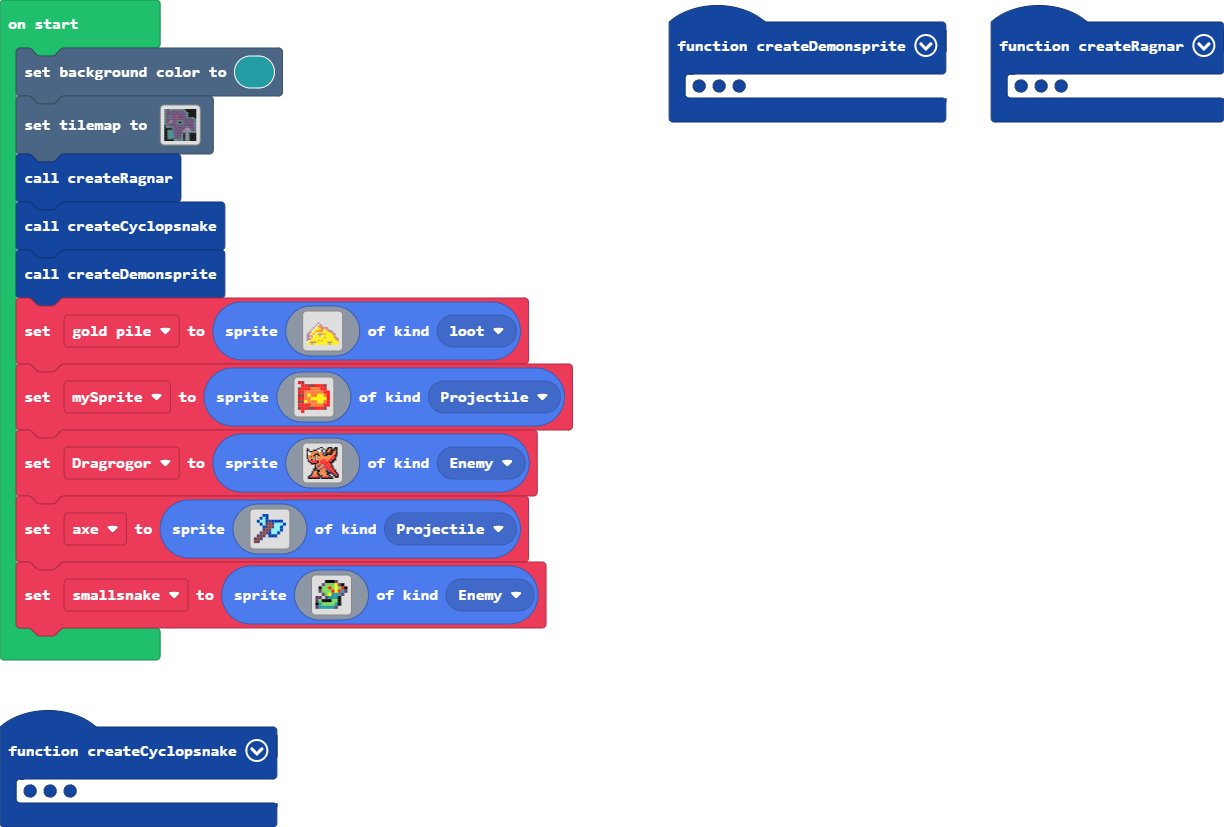 on start
set background color to
set tilemap to
call createRagnar
call createCyclopsnake
call createDemonsprite
set gold pile to sprite of kind loot
set mySprite to sprite of kind Projectile
set Dragrogor to sprite of kind Enemy
set axe to sprite of kind Projectile
set smallsnake to sprite of kind Enemy
function createDemonsprite
function createRagnar
function createCyclopsnake